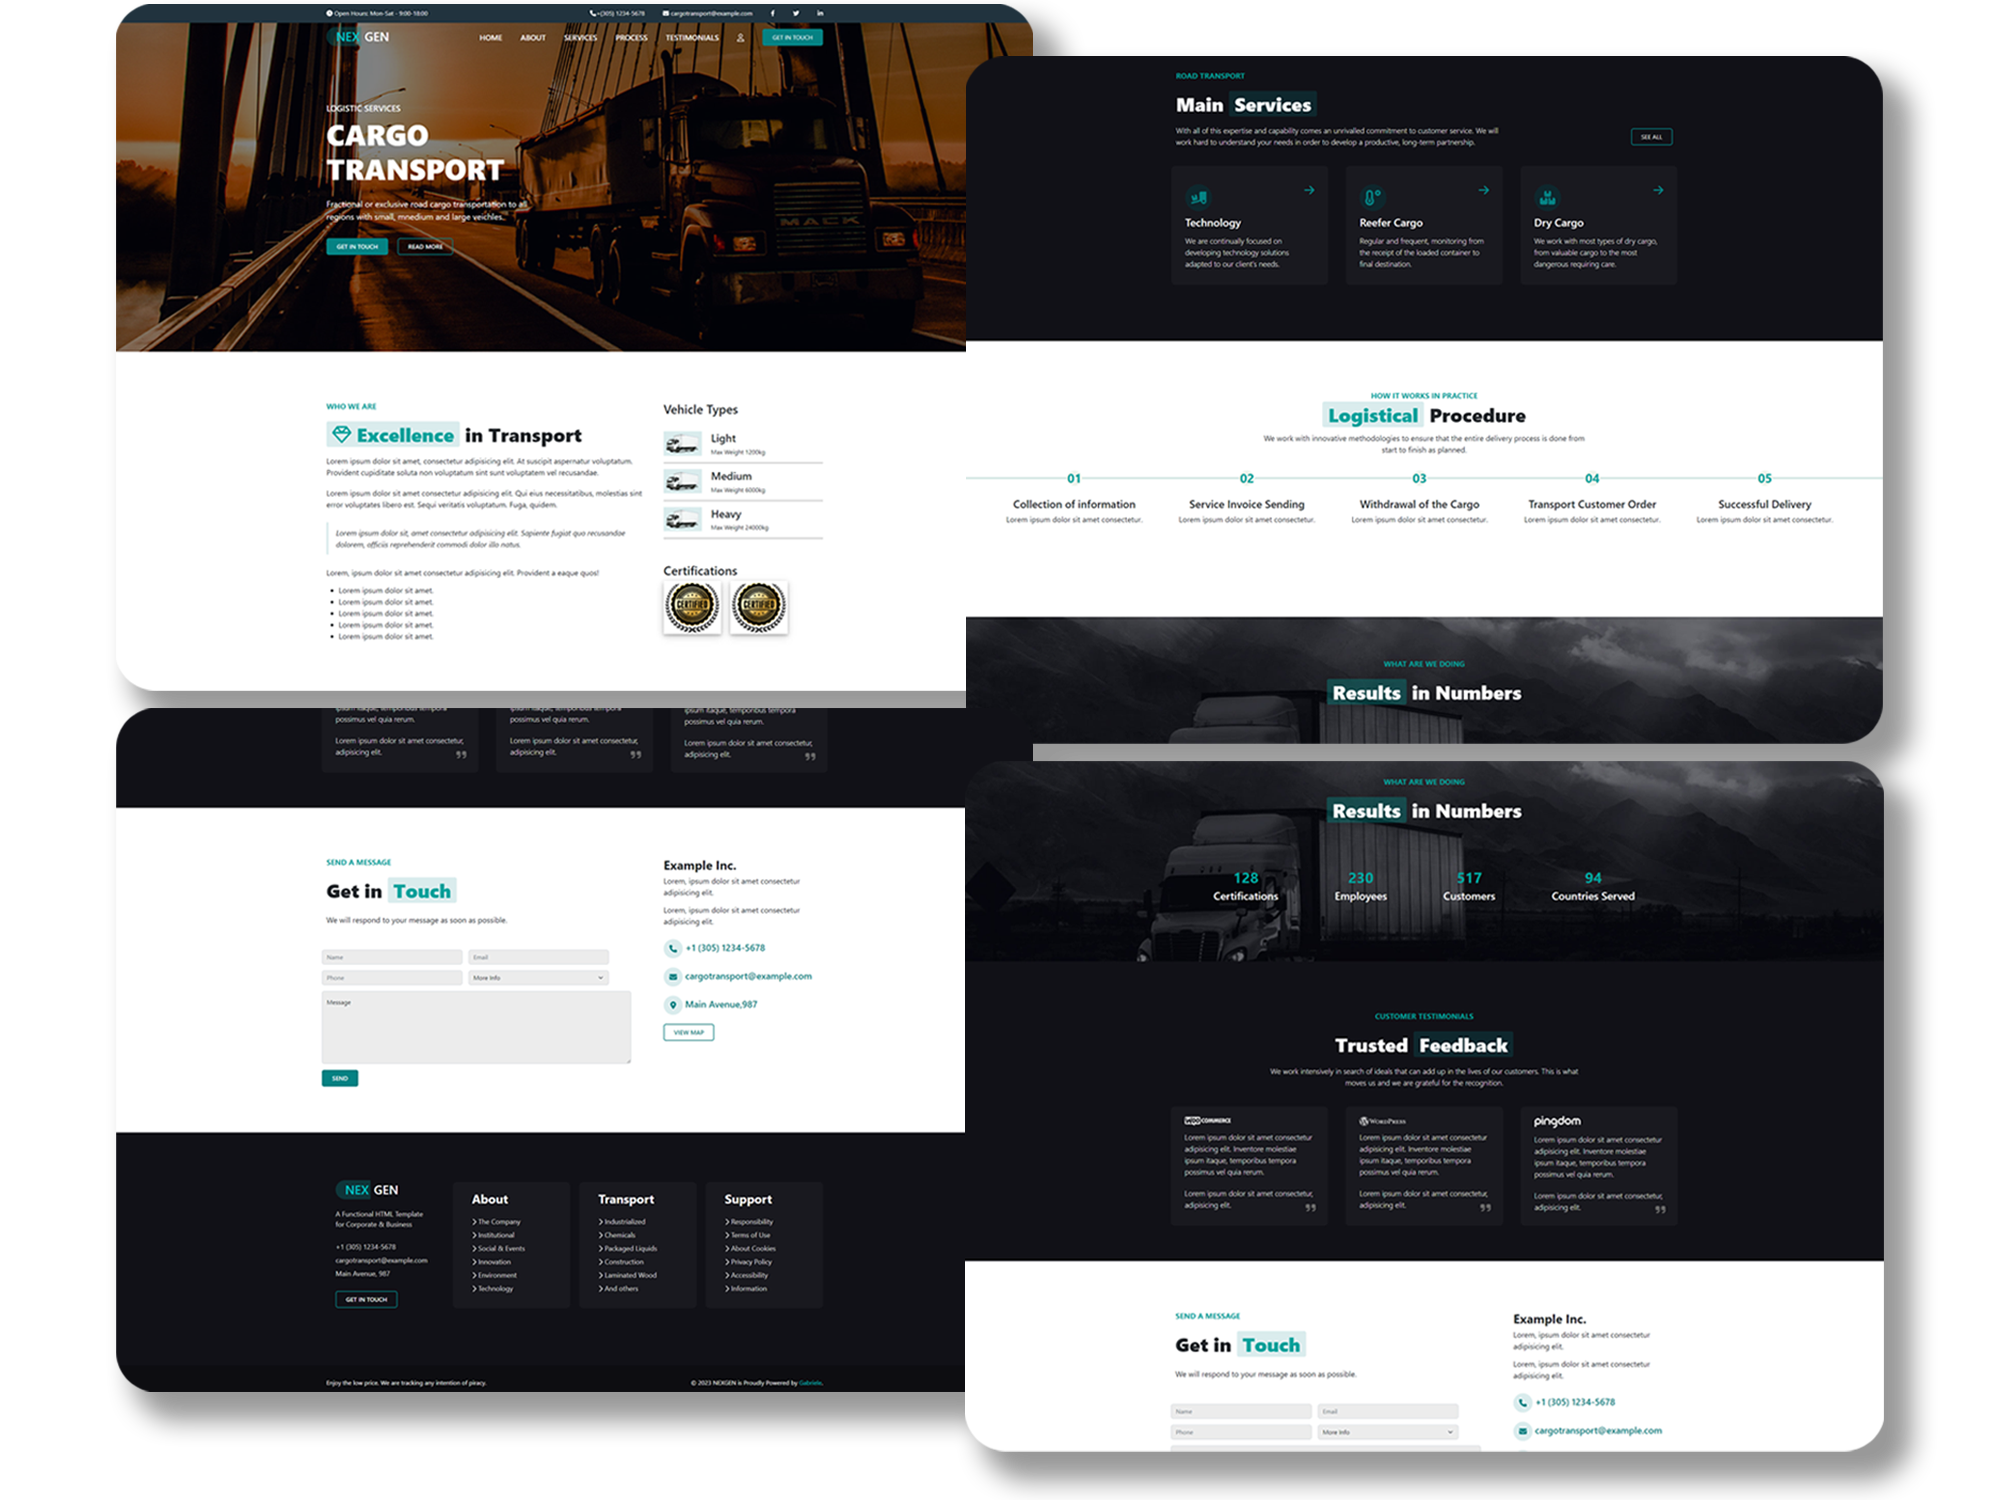 Open Hours: Mon-Sat - 9:00-18:00
+(305) 1234-5678
cargotransport@example.com
NEX GEN
HOME ABOUT SERVICES PROCESS TESTIMONIALS
GET IN TOUCH
LOGISTIC SERVICES
CARGO
TRANSPORT
Fractional or exclusive road cargo transportation to all
regions with small, mnedium and large veichles.
GET IN TOUCH
READ MORE
MACK
WHO WE ARE
Excellence in Transport
Lorem ipsum dolor sit amet, consectetur adipisicing elit. At suscipit aspernatur voluptatum.
Provident cupiditate soluta non voluptatum sint sunt voluptatem vel recusandae.
Lorem ipsum dolor sit amet consectetur adipisicing elit. Qui eius necessitatibus, molestias sint
error voluptates libero est. Sequi veritatis voluptatum. Fuga, quidem.
Lorem ipsum dolor sit, amet consectetur adipisicing elit. Sapiente fugiat quo recusandae
dolorem, officiis reprehenderit commodi dolor illo natus.
Lorem, ipsum dolor sit amet consectetur adipisicing elit. Provident a eaque quos!
Lorem ipsum dolor sit amet.
Lorem ipsum dolor sit amet.
Lorem ipsum dolor sit amet.
Lorem ipsum dolor sit amet.
Lorem ipsum dolor sit amet.
Vehicle Types
Light
Max Weight 1200kg
Medium
Max Weight 6000kg
Heavy
Max Weight 24000kg
Certifications
CERTIFIED
CERTIFIED
ROAD TRANSPORT
Main Services
With all of this expertise and capability comes an unrivalled commitment to customer service. We will
work hard to understand your needs in order to develop a productive, long-term partnership.
SEE ALL
Technology
We are continually focused on
developing technology solutions
adapted to our client's needs.
Reefer Cargo
Regular and frequent, monitoring from
the receipt of the loaded container to
final destination.
Dry Cargo
We work with most types of dry cargo,
from valuable cargo to the most
dangerous requiring care.
HOW IT WORKS IN PRACTICE
Logistical Procedure
We work with innovative methodologies to ensure that the entire delivery process is done from
start to finish as planned.
01
Collection of information
Lorem ipsum dolor sit amet consectetur.
02
Service Invoice Sending
Lorem ipsum dolor sit amet consectetur.
03
Withdrawal of the Cargo
Lorem ipsum dolor sit amet consectetur.
04
Transport Customer Order
Lorem ipsum dolor sit amet consectetur.
05
Successful Delivery
Lorem ipsum dolor sit amet consectetur.
WHAT ARE WE DOING
Results in Numbers
ipsum itaque, temporibus tempora
possimus vel quia rerum.
Lorem ipsum dolor sit amet consectetur,
adipisicing elit.
ipsum itaque, temporibus tempora
possimus vel quia rerum.
Lorem ipsum dolor sit amet consectetur,
adipisicing elit.
ipsum itaque, temporibus tempora
possimus vel quia rerum.
Lorem ipsum dolor sit amet consectetur,
adipisicing elit.
SEND A MESSAGE
Get in Touch
We will respond to your message as soon as possible.
Name
Email
Phone
More Info
Message
SEND
Example Inc.
Lorem, ipsum dolor sit amet consectetur
adipisicing elit.
Lorem, ipsum dolor sit amet consectetur
adipisicing elit.
+1 (305) 1234-5678
cargotransport@example.com
Main Avenue,987
VIEW MAP
NEX GEN
A Functional HTML Template
for Corporate & Business
+1 (305) 1234-5678
cargotransport@example.com
Main Avenue, 987
GET IN TOUCH
About
The Company
Institutional
Social & Events
Innovation
Environment
Technology
Transport
Industrialized
Chemicals
Packaged Liquids
Construction
Laminated Wood
And others
Support
Responsibility
Terms of Use
About Cookies
Privacy Policy
Accessibility
Information
Enjoy the low price. We are tracking any intention of piracy.
© 2023 NEXGEN is Proudly Powered by Gabriele.
WHAT ARE WE DOING
Results in Numbers
128
Certifications
230
Employees
517
Customers
94
Countries Served
CUSTOMER TESTIMONIALS
Trusted Feedback
We work intensively in search of ideals that can add up in the lives of our customers. This is what
moves us and we are grateful for the recognition.
WOOCOMMERCE
Lorem ipsum dolor sit amet consectetur
adipisicing elit. Inventore molestiae
ipsum itaque, temporibus tempora
possimus vel quia rerum.
Lorem ipsum dolor sit amet consectetur,
adipisicing elit.
WORDPRESS
Lorem ipsum dolor sit amet consectetur
adipisicing elit. Inventore molestiae
ipsum itaque, temporibus tempora
possimus vel quia rerum.
Lorem ipsum dolor sit amet consectetur,
adipisicing elit.
pingdom
Lorem ipsum dolor sit amet consectetur
adipisicing elit. Inventore molestiae
ipsum itaque, temporibus tempora
possimus vel quia rerum.
Lorem ipsum dolor sit amet consectetur,
adipisicing elit.
SEND A MESSAGE
Get in Touch
We will respond to your message as soon as possible.
Name
Email
Phone
More Info
Example Inc.
Lorem, ipsum dolor sit amet consectetur
adipisicing elit.
Lorem, ipsum dolor sit amet consectetur
adipisicing elit.
+1 (305) 1234-5678
cargotransport@example.com